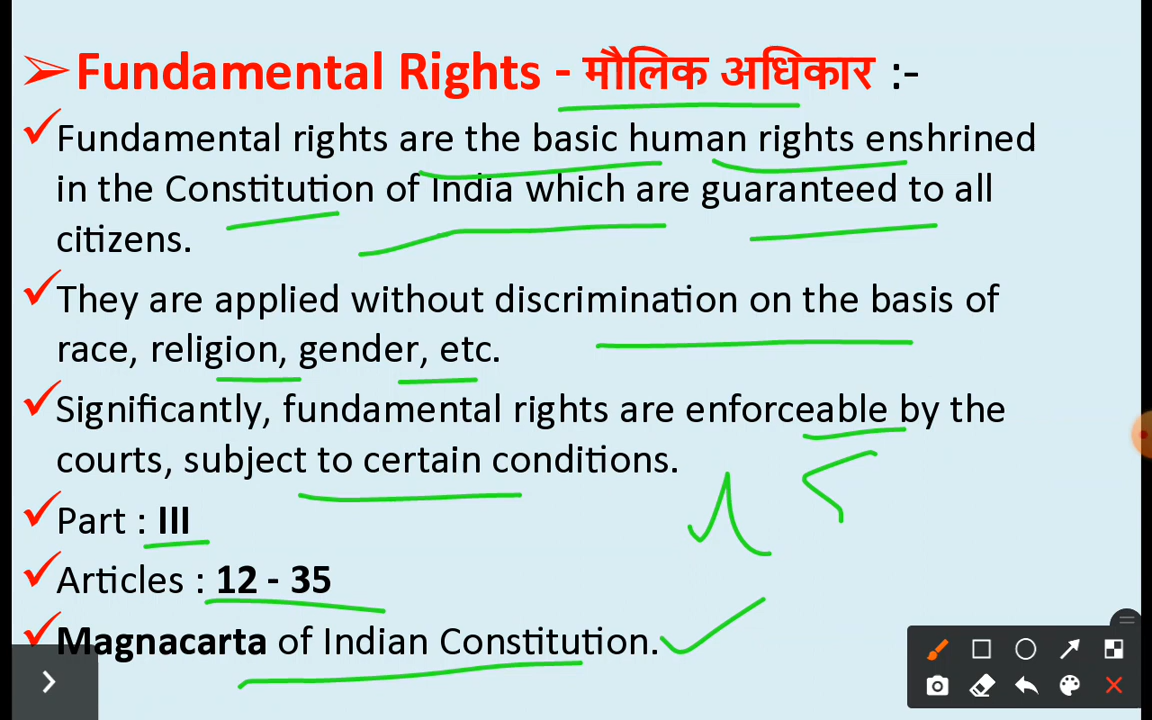 Fundamental Rights - मौलिक अधिकार :-
Fundamental rights are the basic human rights enshrined
in the Constitution of India which are guaranteed to all
citizens.
They are applied without discrimination on the basis of
race, religion, gender, etc.
Significantly, fundamental rights are enforceable by the
courts, subject to certain conditions.
Part : III
Articles : 12 - 35
Magnacarta of Indian Constitution.